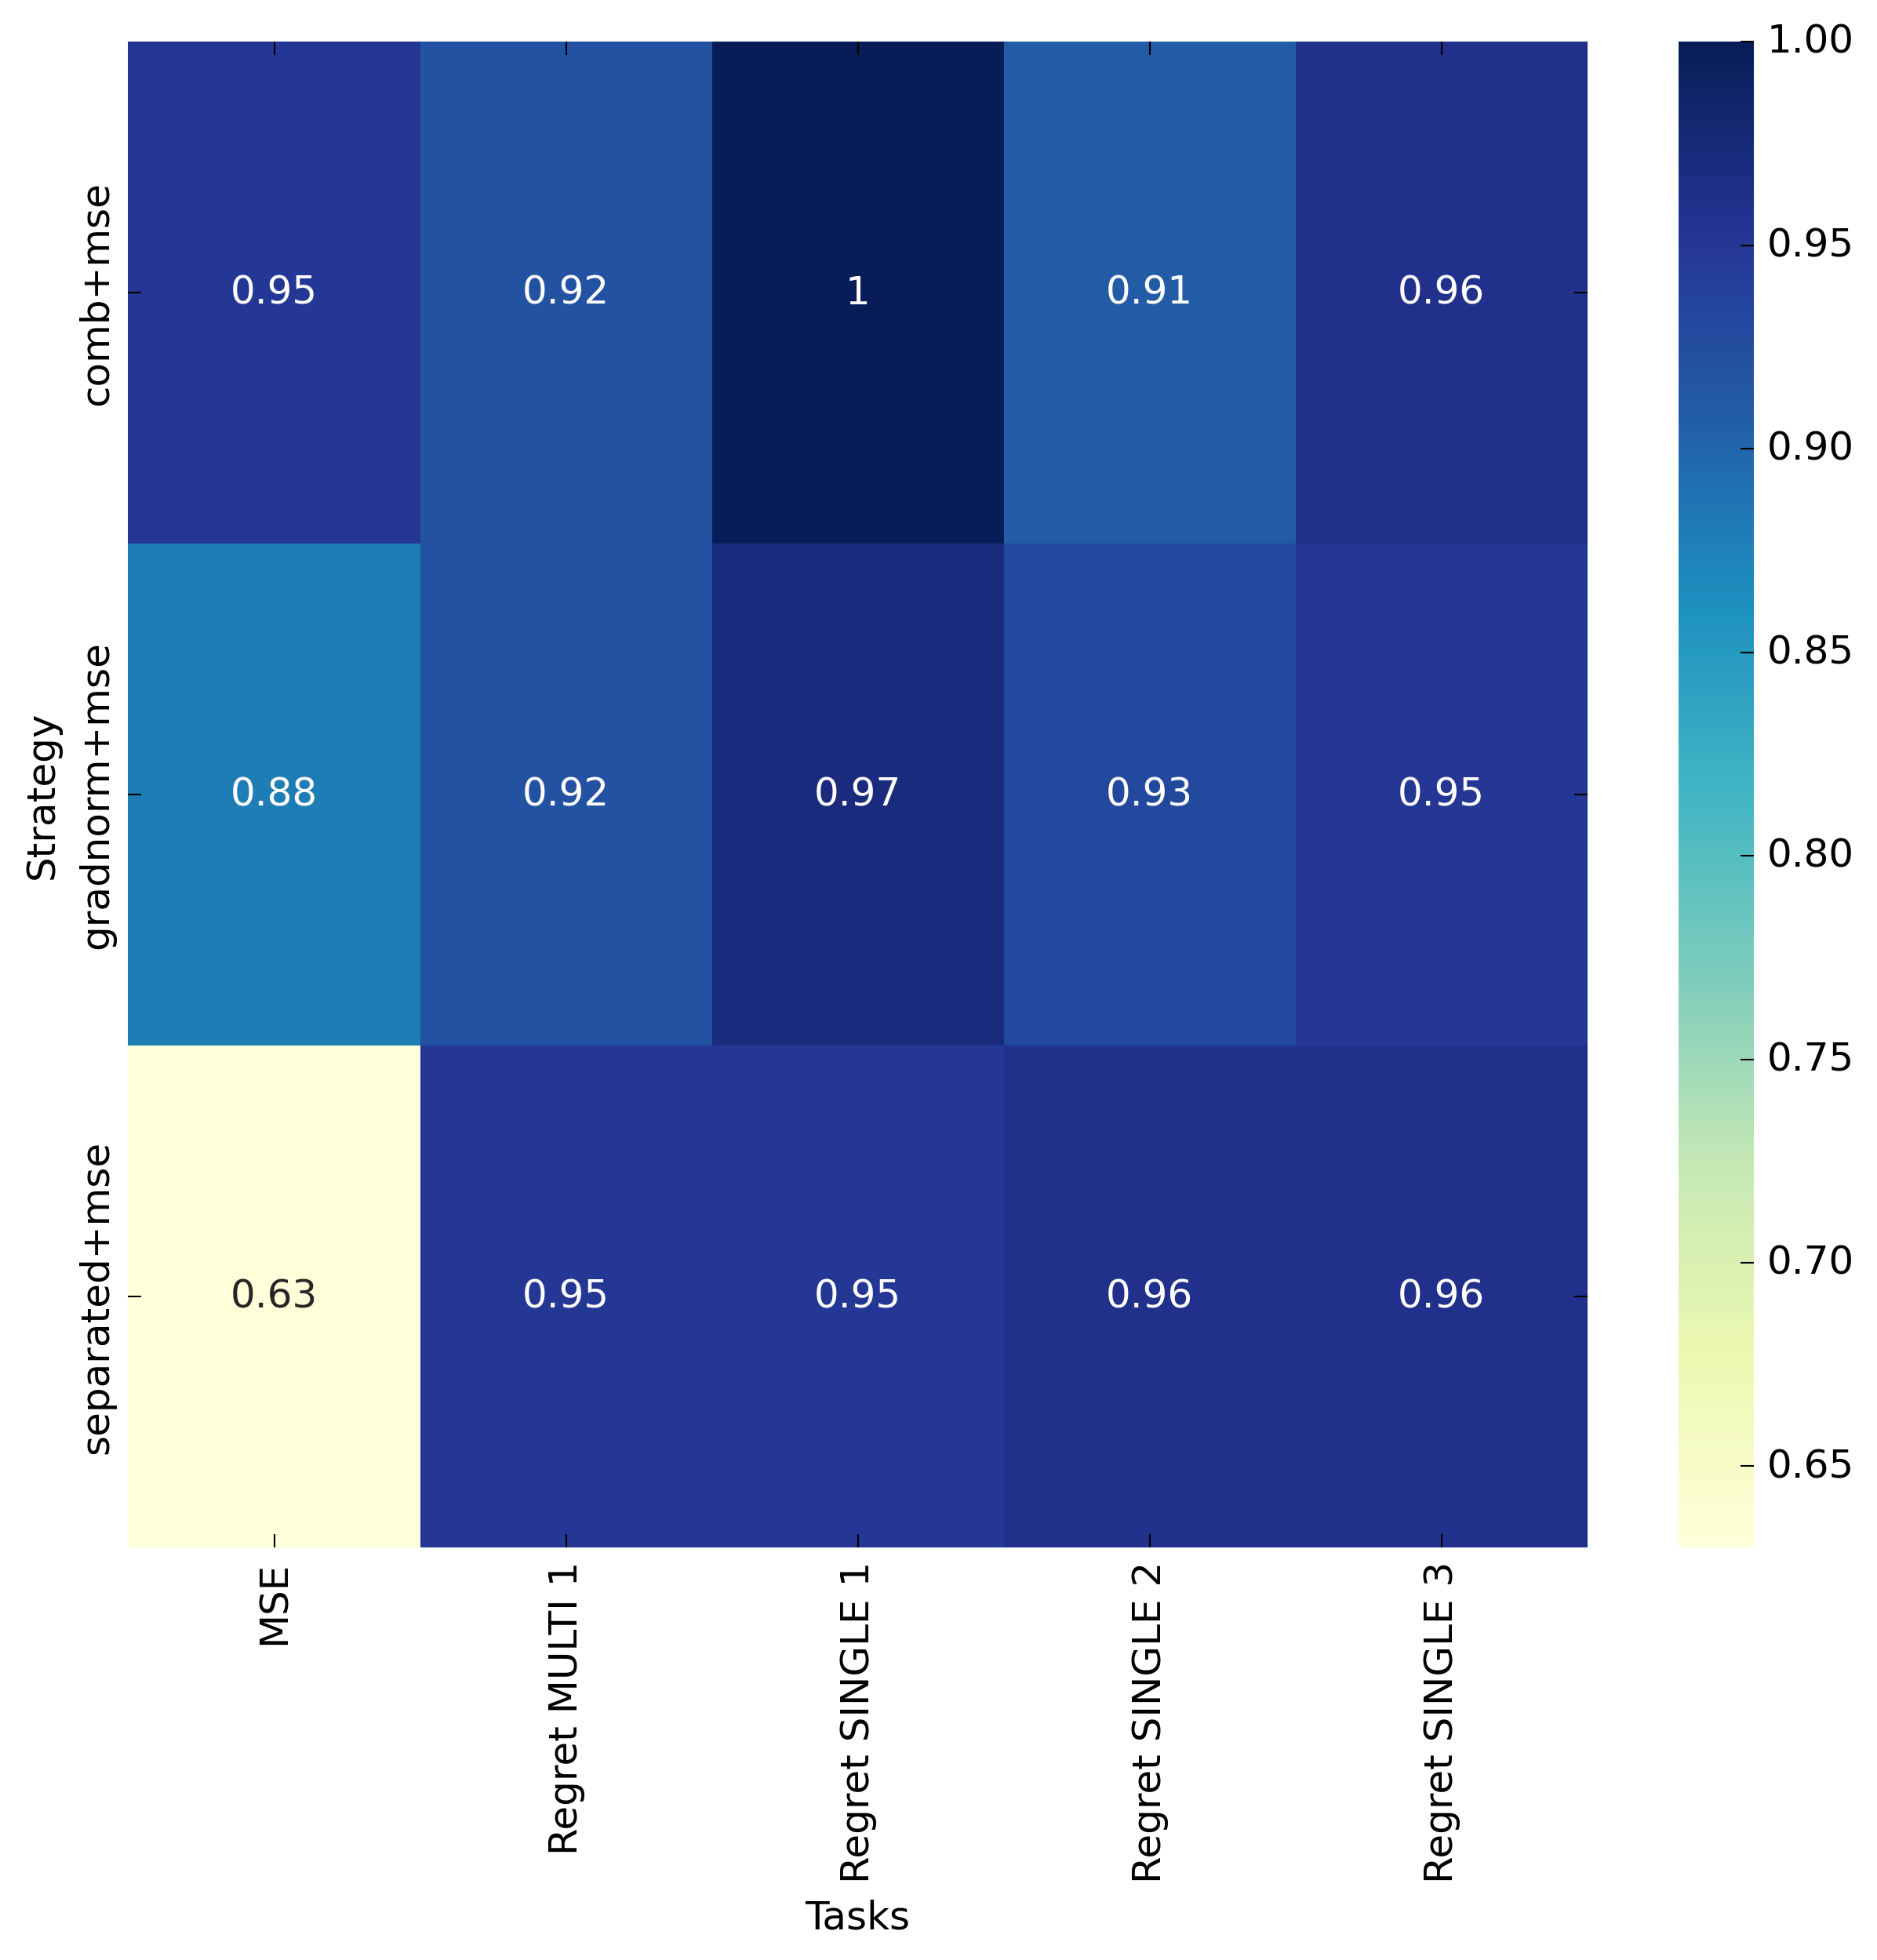 Strategy
comb+mse
0.95 0.92 1 0.91 0.96
gradnorm+mse
0.88 0.92 0.97 0.93 0.95
separated+mse
0.63 0.95 0.95 0.96 0.96
MSE
Regret MULTI 1
Regret SINGLE 1
Regret SINGLE 2
Regret SINGLE 3
Tasks
1.00
0.95
0.90
0.85
0.80
0.75
0.70
0.65